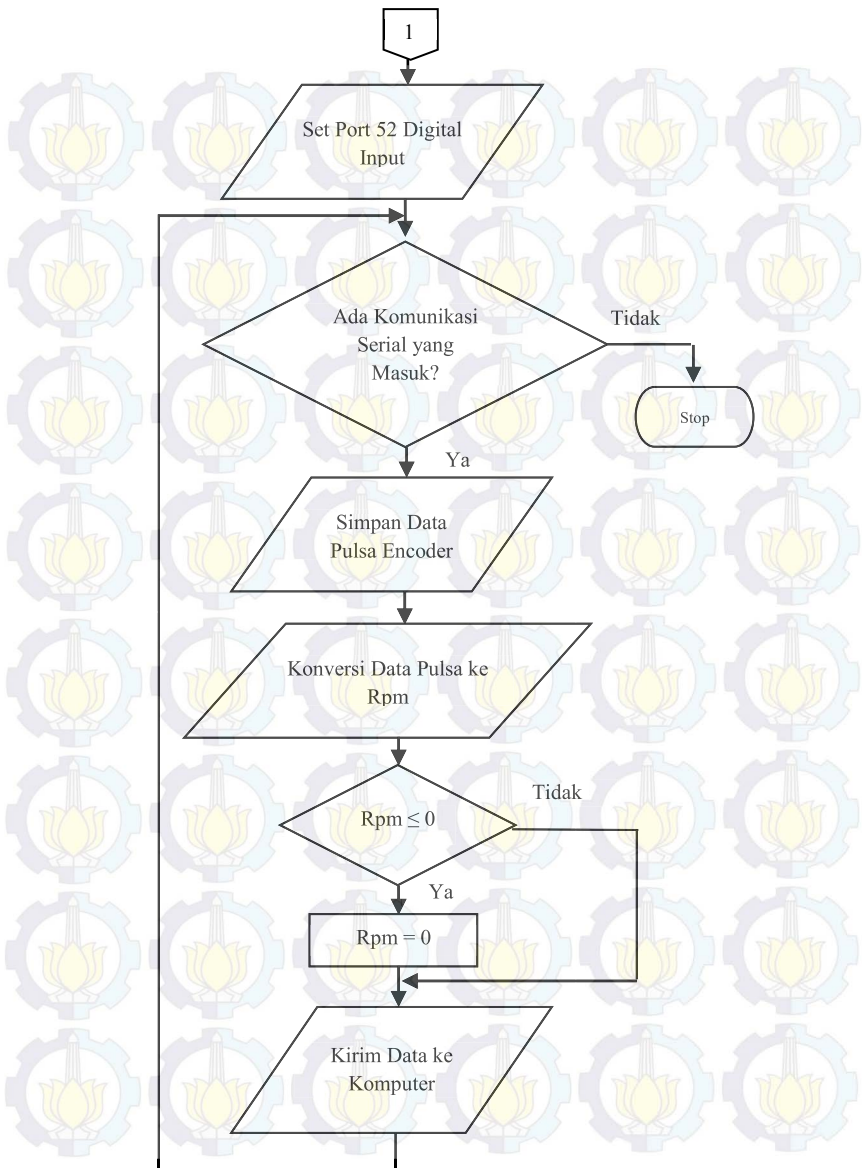 1
Set Port 52 Digital
Input
Ada Komunikasi
Serial yang
Masuk?
Tidak
Stop
Ya
Simpan Data
Pulsa Encoder
Konversi Data Pulsa ke
Rpm
Rpm ≤ 0
Tidak
Ya
Rpm = 0
Kirim Data ke
Komputer